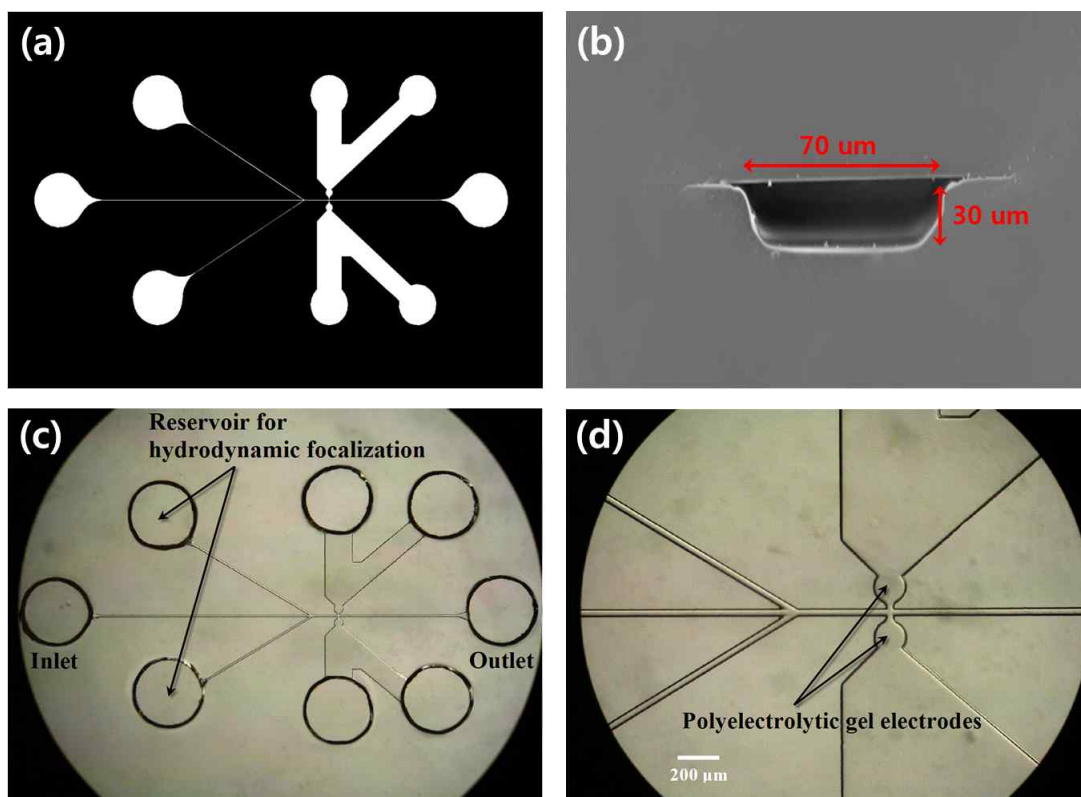 (a)
(b)
70 um
30 um
(c)
Reservoir for
hydrodynamic focalization
Inlet
Outlet
(d)
Polyelectrolytic gel electrodes
200 µm